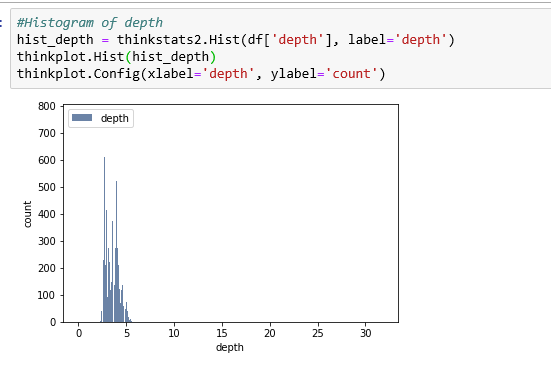 #Histogram of depth
hist_depth = thinkstats2.Hist(df['depth'], label='depth')
thinkplot.Hist(hist_depth)
thinkplot.Config(xlabel='depth', ylabel='count')
depth
800
700
600
500
400
300
200
100
0
count
0 5 10 15 20 25 30
depth